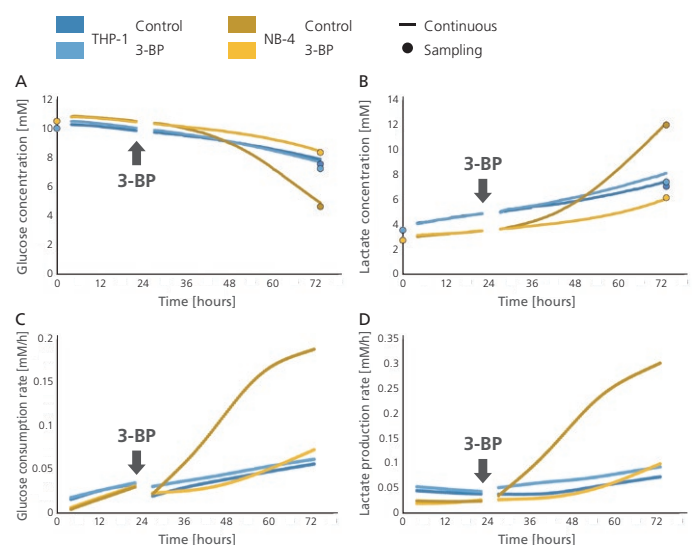 THP-1 Control NB-4 Control Continuous
3-BP 3-BP Sampling
A
Glucose concentration [mM]
12
10
8
6
4
2
0
3-BP
0 12 24 36 48 60 72
Time [hours]
B
Lactate concentration [mM]
14
12
10
8
6
4
2
0
3-BP
0 12 24 36 48 60 72
Time [hours]
C
Glucose consumption rate [mM/h]
0.2
0.15
0.1
0.05
0
3-BP
0 12 24 36 48 60 72
Time [hours]
D
Lactate production rate [mM/h]
0.35
0.3
0.25
0.2
0.15
0.1
0.05
0
3-BP
0 12 24 36 48 60 72
Time [hours]